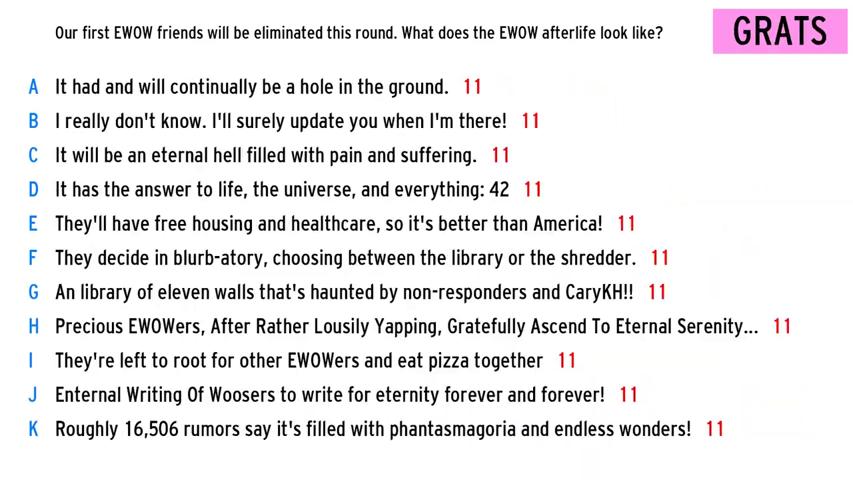 Our first EWOW friends will be eliminated this round. What does the EWOW afterlife look like?
GRATS
A It had and will continually be a hole in the ground. 11
B I really don't know. I'll surely update you when I'm there! 11
C It will be an eternal hell filled with pain and suffering. 11
D It has the answer to life, the universe, and everything: 42 11
E They'll have free housing and healthcare, so it's better than America! 11
F They decide in blurb-atory, choosing between the library or the shredder. 11
G An library of eleven walls that's haunted by non-responders and CaryKH!! 11
H Precious EWOWers, After Rather Lousily Yapping, Gratefully Ascend To Eternal Serenity... 11
I They're left to root for other EWOWers and eat pizza together 11
J Enternal Writing Of Woosers to write for eternity forever and forever! 11
K Roughly 16,506 rumors say it's filled with phantasmagoria and endless wonders! 11